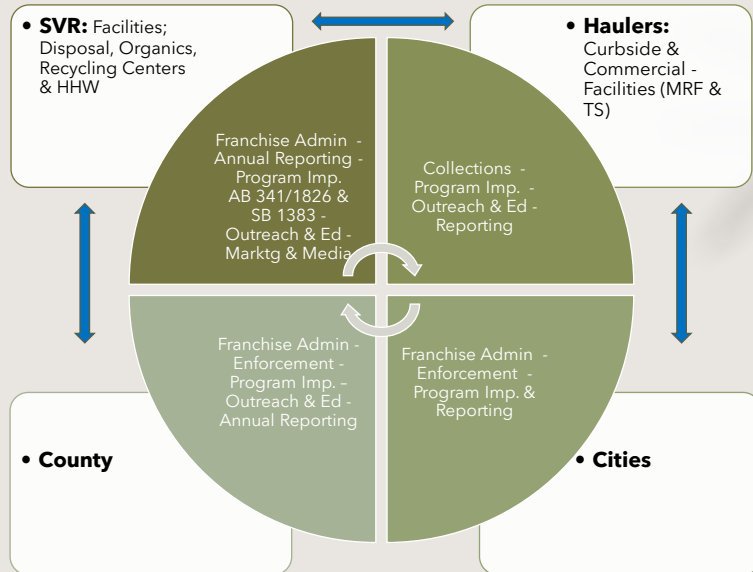 • SVR: Facilities;
Disposal, Organics,
Recycling Centers
& HHW
• Haulers:
Curbside &
Commercial -
Facilities (MRF &
TS)
Franchise Admin -
Annual Reporting -
Program Imp.
AB 341/1826 &
SB 1383 -
Outreach & Ed -
Marktg & Media
Collections -
Program Imp. -
Outreach & Ed -
Reporting
Franchise Admin -
Enforcement -
Program Imp. –
Outreach & Ed -
Annual Reporting
Franchise Admin -
Enforcement -
Program Imp. &
Reporting
• County
• Cities